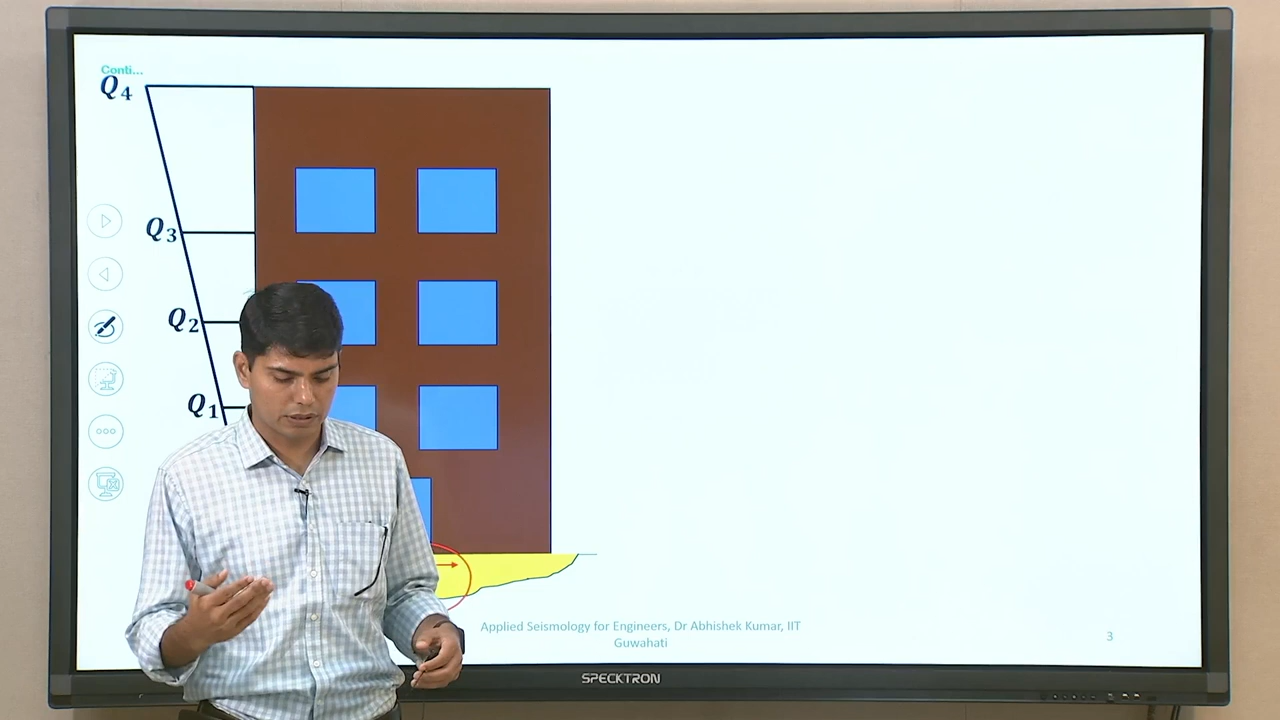 Conti...
Q4
Q3
Q2
Q1
Applied Seismology for Engineers, Dr Abhishek Kumar, IIT
Guwahati
3
SPECKTRON